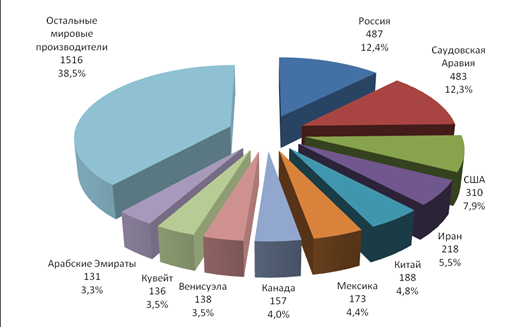 Россия
487
12,4%
Саудовская
Аравия
483
12,3%
США
310
7,9%
Иран
218
5,5%
Китай
188
4,8%
Мексика
173
4,4%
Канада
157
4,0%
Венисуэла
138
3,5%
Кувейт
136
3,5%
Арабские Эмираты
131
3,3%
Остальные
мировые
производители
1516
38,5%